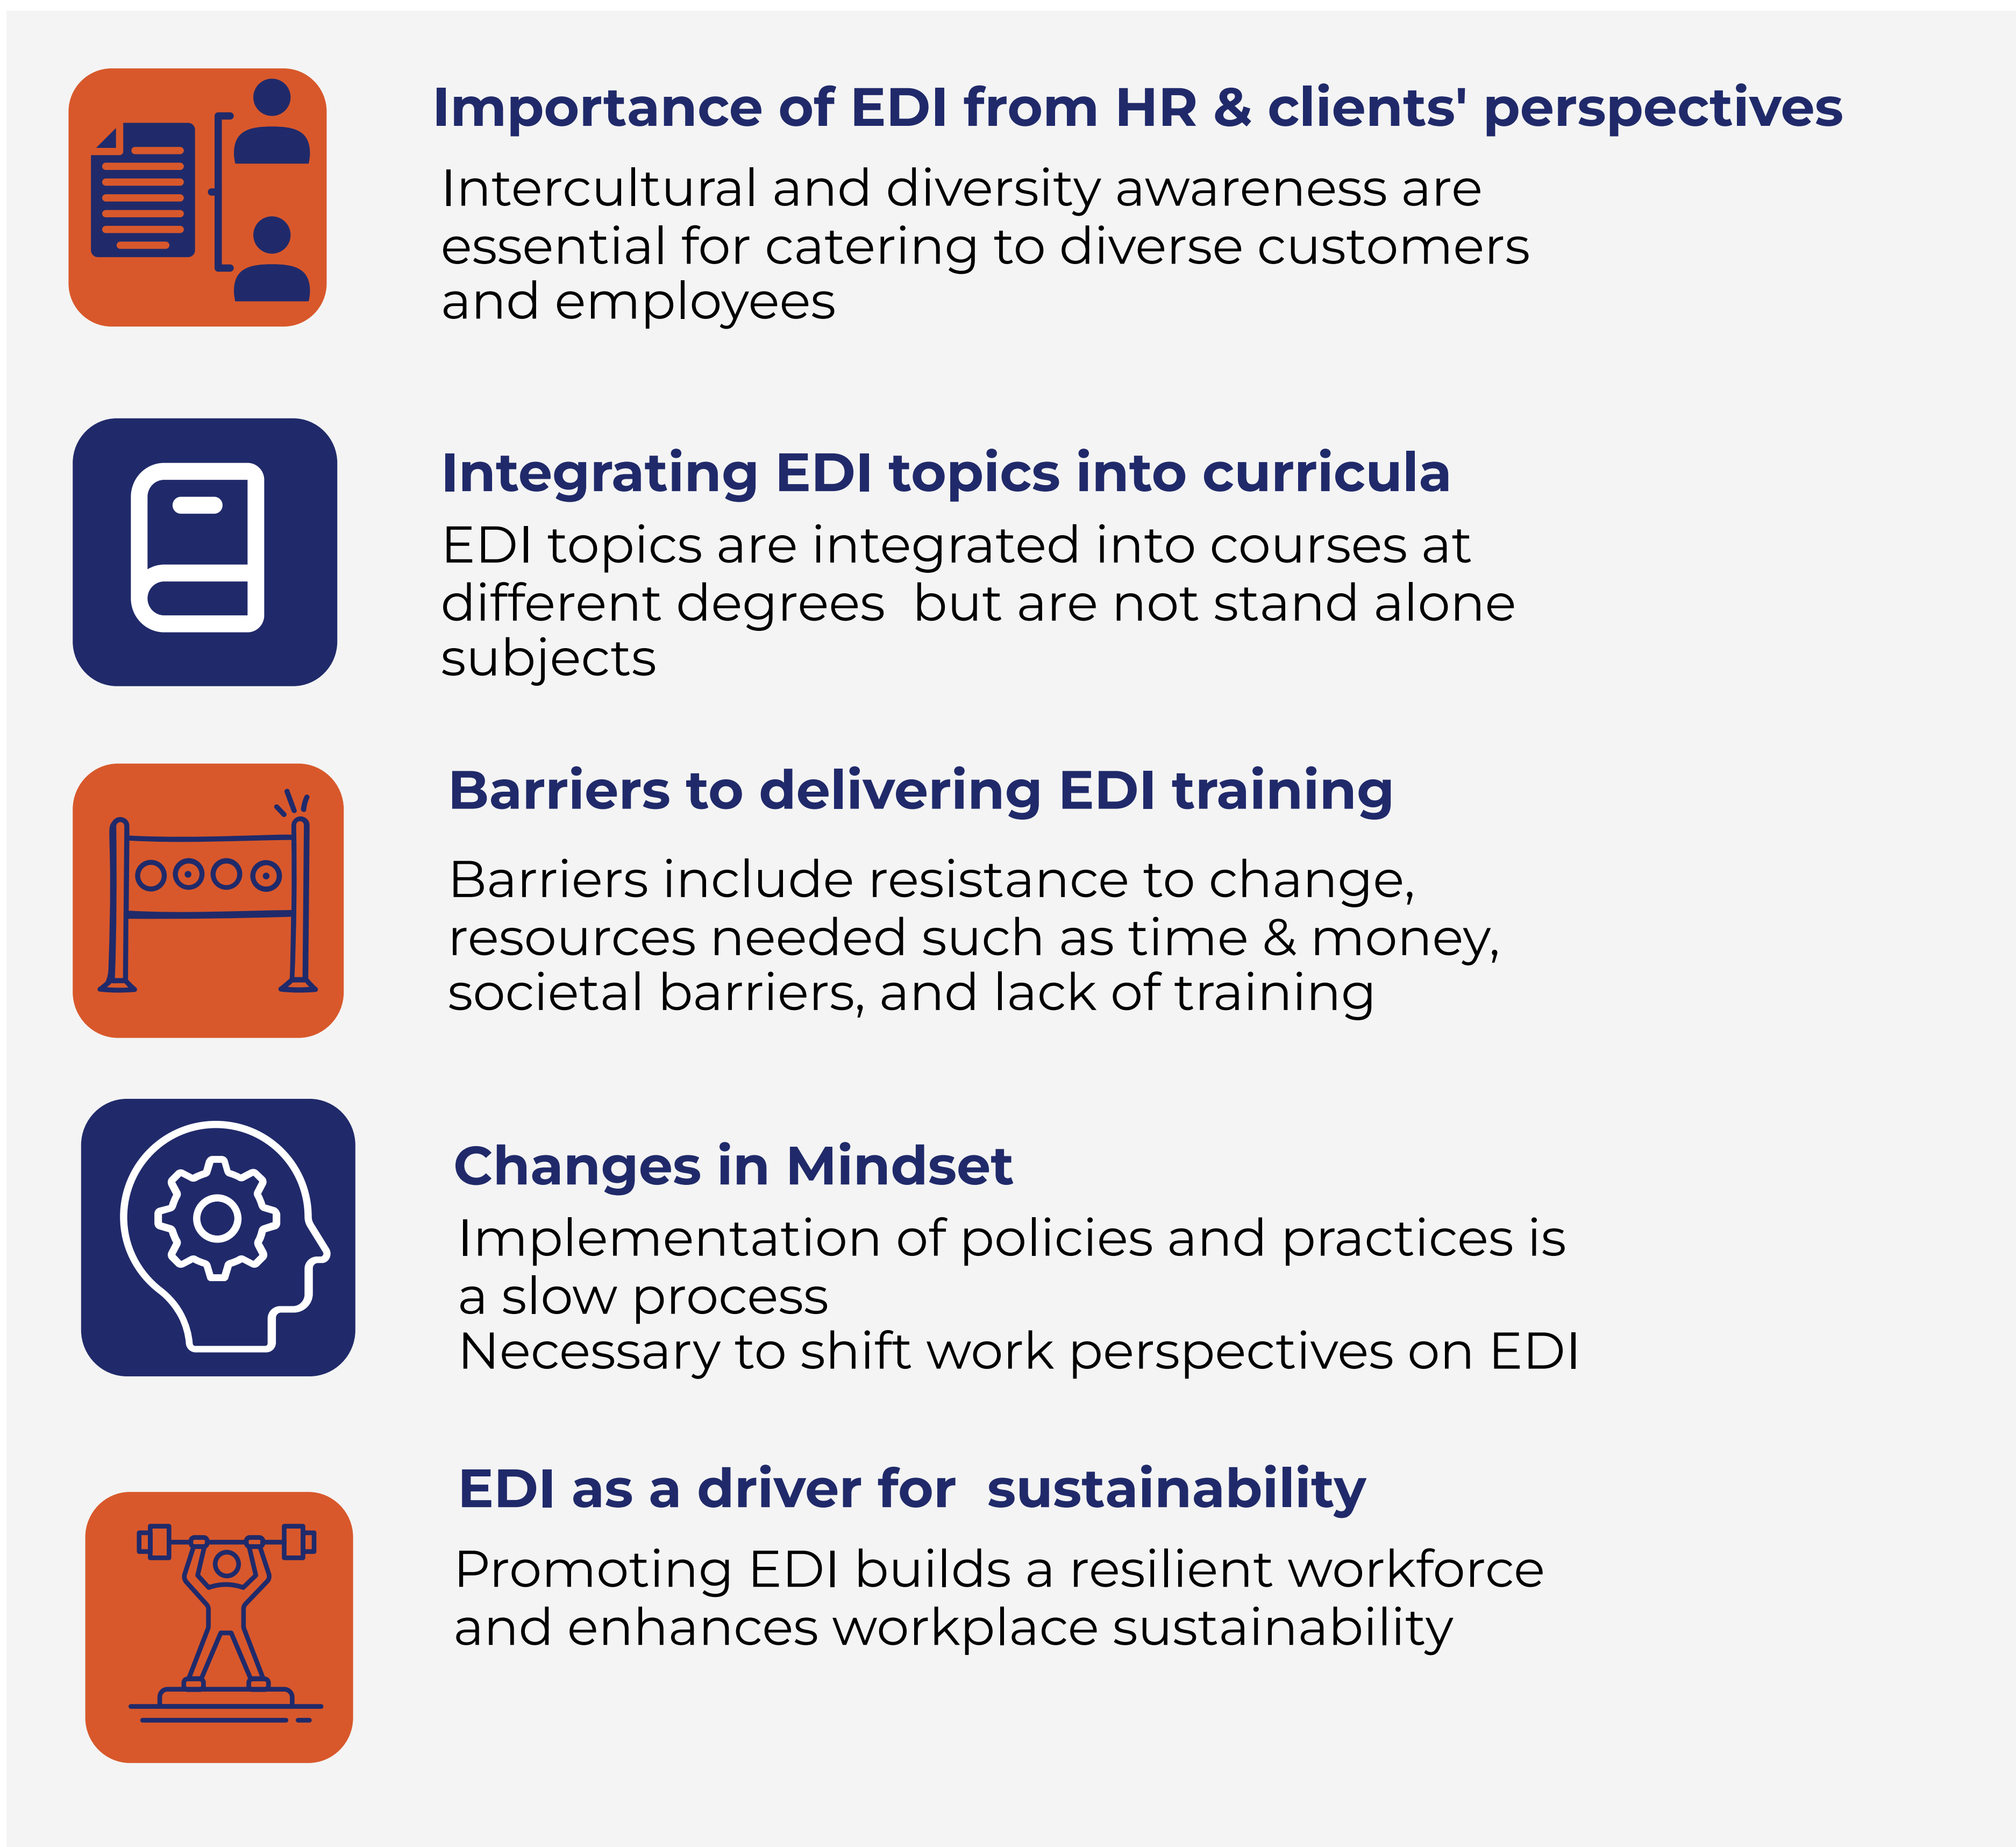 Importance of EDI from HR & clients' perspectives
Intercultural and diversity awareness are
essential for catering to diverse customers
and employees
Integrating EDI topics into curricula
EDI topics are integrated into courses at
different degrees  but are not stand alone
subjects
Barriers to delivering EDI training
Barriers include resistance to change,
resources needed such as time & money,
societal barriers, and lack of training
Changes in Mindset
Implementation of policies and practices is
a slow process
Necessary to shift work perspectives on EDI
EDI as a driver for  sustainability
Promoting EDI builds a resilient workforce
and enhances workplace sustainability